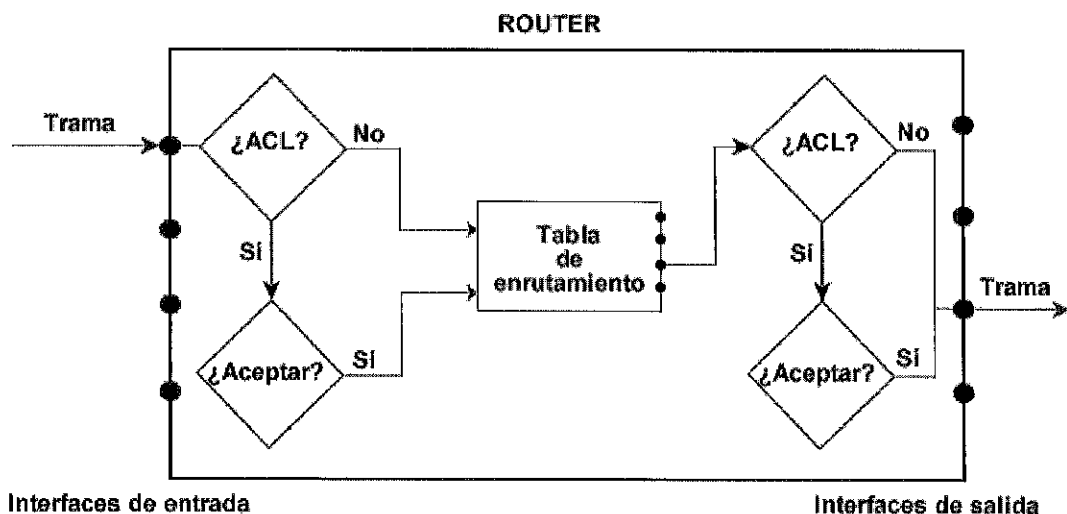 ROUTER
Trama
¿ACL?
No
Sí
¿Aceptar?
Sí
Tabla
de
enrutamiento
¿ACL?
No
Sí
¿Aceptar?
Sí
Trama
Interfaces de entrada
Interfaces de salida